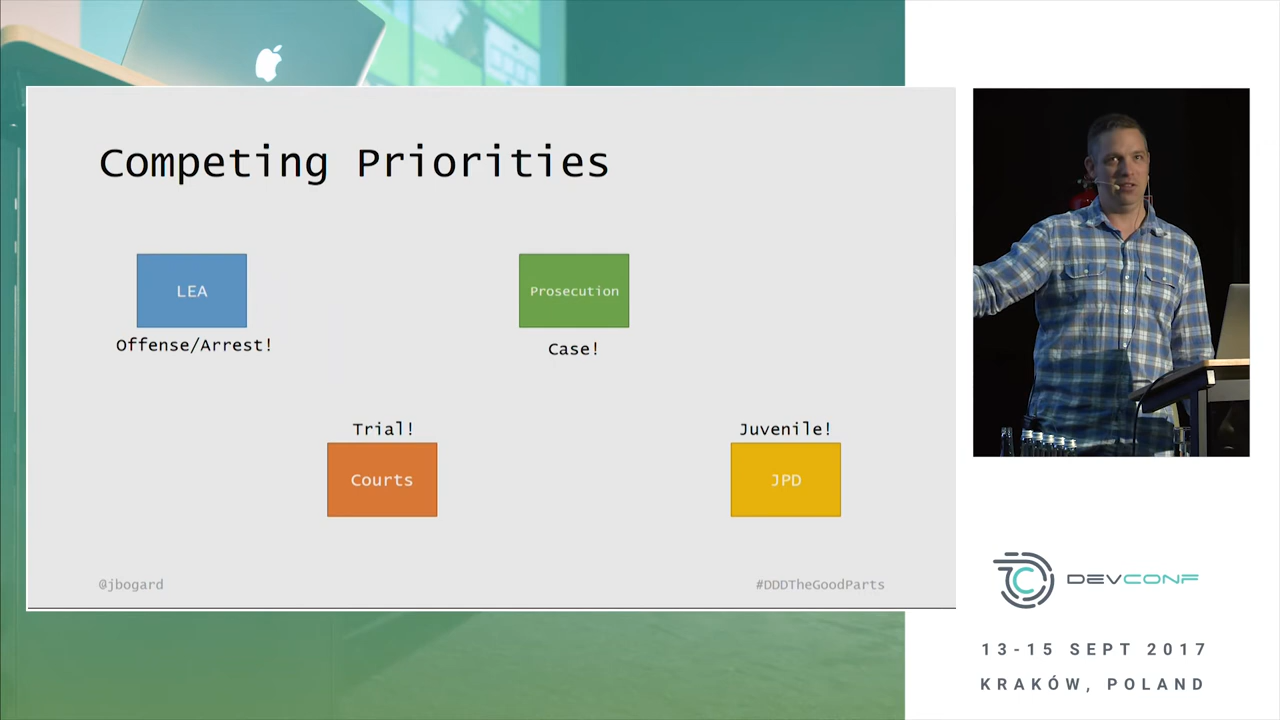 Competing Priorities
LEA
Offense/Arrest!
Prosecution
Case!
Trial!
Courts
Juvenile!
JPD
@jbogard
#DDDTheGoodParts
DEVCONF
13-15 SEPT 2017
KRAKÓW, POLAND